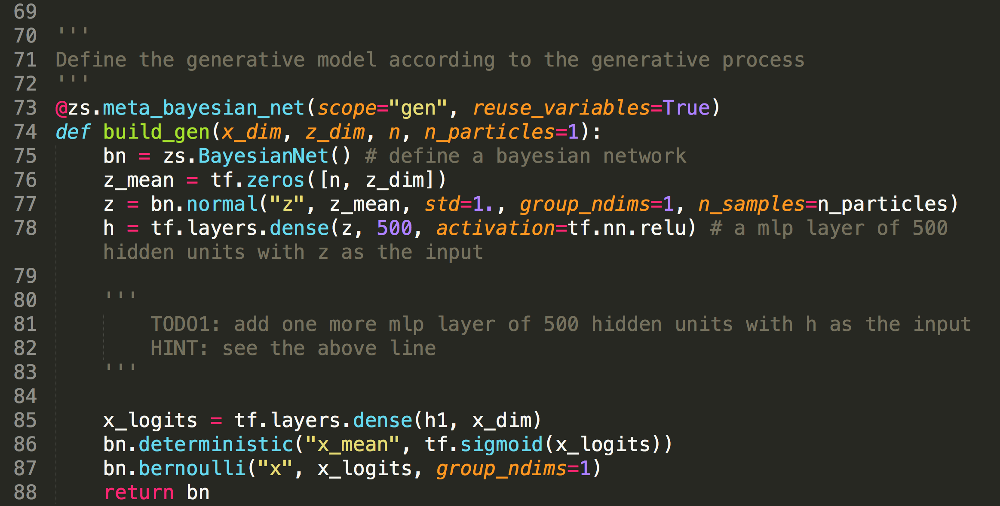 69
70 '''
71 Define the generative model according to the generative process
72 '''
73 @zs.meta_bayesian_net(scope="gen", reuse_variables=True)
74 def build_gen(x_dim, z_dim, n, n_particles=1):
75     bn = zs.BayesianNet() # define a bayesian network
76     z_mean = tf.zeros([n, z_dim])
77     z = bn.normal("z", z_mean, std=1., group_ndims=1, n_samples=n_particles)
78     h = tf.layers.dense(z, 500, activation=tf.nn.relu) # a mlp layer of 500
    hidden units with z as the input
79
80     '''
81         TODO1: add one more mlp layer of 500 hidden units with h as the input
82         HINT: see the above line
83     '''
84
85     x_logits = tf.layers.dense(h1, x_dim)
86     bn.deterministic("x_mean", tf.sigmoid(x_logits))
87     bn.bernoulli("x", x_logits, group_ndims=1)
88     return bn